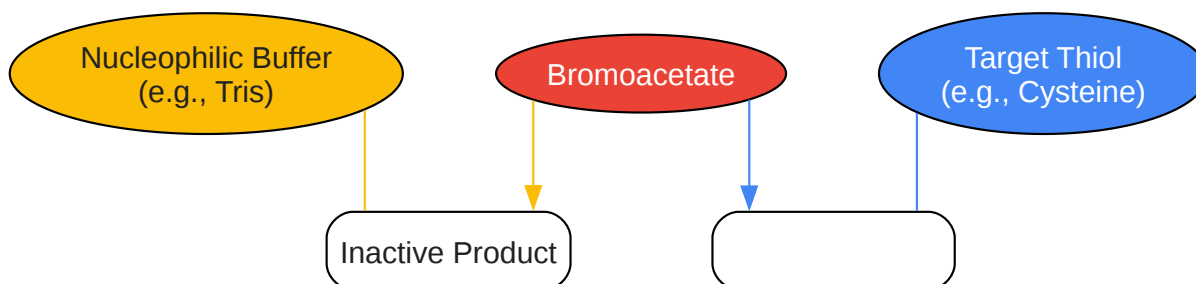 Nucleophilic Buffer
(e.g., Tris)
Bromoacetate
Target Thiol
(e.g., Cysteine)
Inactive Product